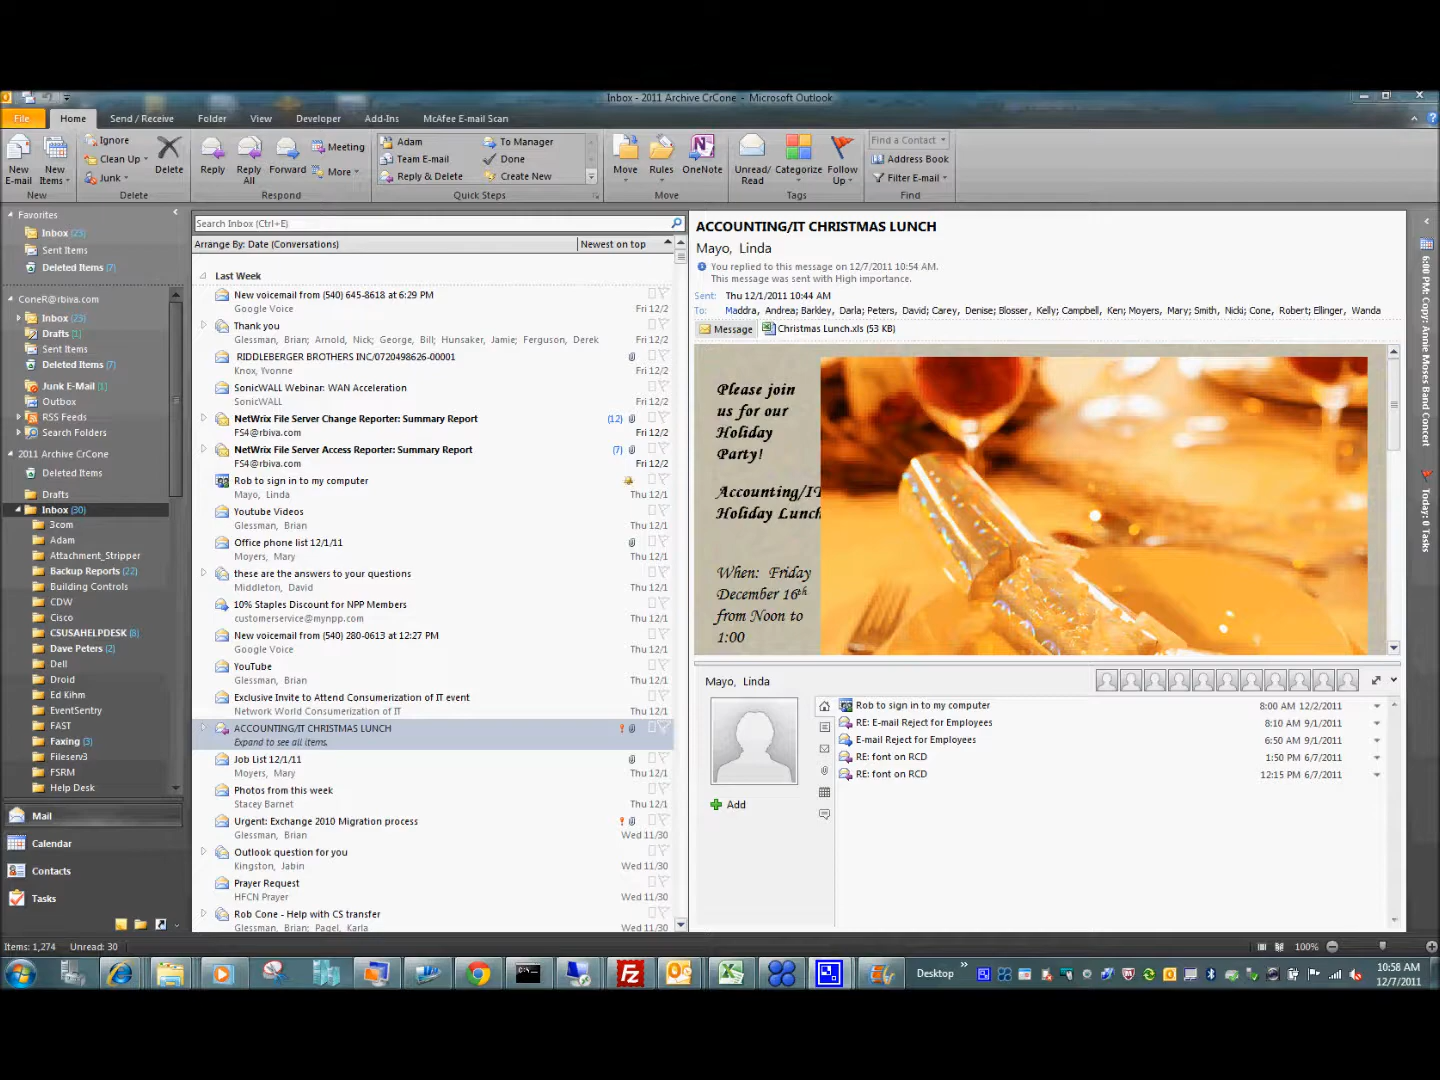 Inbox - 2011 Archive CrCone - Microsoft Outlook
File Home Send / Receive Folder View Developer Add-Ins McAfee E-mail Scan
New E-mail
New Items
New
Ignore
Clean Up
Junk
Delete
Delete
Reply
Reply All
Forward
Meeting
More
Respond
Adam
Team E-mail
Reply & Delete
To Manager
Done
Create New
Quick Steps
Move
Rules
OneNote
Move
Unread/ Read
Categorize
Follow Up
Tags
Find a Contact
Address Book
Filter E-mail
Find
Favorites
Inbox (23)
Sent Items
Deleted Items (7)
ConeR@rbiva.com
Inbox (23)
Drafts [1]
Sent Items
Deleted Items (7)
Junk E-Mail [1]
Outbox
RSS Feeds
Search Folders
2011 Archive CrCone
Deleted Items
Drafts
Inbox (30)
3com
Adam
Attachment_Stripper
Backup Reports (22)
Building Controls
CDW
Cisco
CSUSAHELPDESK (8)
Dave Peters (2)
Dell
Droid
Ed Kihm
EventSentry
FAST
Faxing (3)
Fileserv3
FSRM
Help Desk
Mail
Calendar
Contacts
Tasks
Search Inbox (Ctrl+E)
Arrange By: Date (Conversations) Newest on top
Last Week
New voicemail from (540) 645-8618 at 6:29 PM
Google Voice Fri 12/2
Thank you
Glessman, Brian; Arnold, Nick; George, Bill; Hunsaker, Jamie; Ferguson, Derek Fri 12/2
RIDDLEBERGER BROTHERS INC/0720498626-00001
Knox, Yvonne Fri 12/2
SonicWALL Webinar: WAN Acceleration
SonicWALL Fri 12/2
NetWrix File Server Change Reporter: Summary Report (12)
FS4@rbiva.com Fri 12/2
NetWrix File Server Access Reporter: Summary Report (7)
FS4@rbiva.com Fri 12/2
Rob to sign in to my computer
Mayo, Linda Thu 12/1
Youtube Videos
Glessman, Brian Thu 12/1
Office phone list 12/1/11
Moyers, Mary Thu 12/1
these are the answers to your questions
Middleton, David Thu 12/1
10% Staples Discount for NPP Members
customerservice@mynpp.com Thu 12/1
New voicemail from (540) 280-0613 at 12:27 PM
Google Voice Thu 12/1
YouTube
Glessman, Brian Thu 12/1
Exclusive Invite to Attend Consumerization of IT event
Network World Consumerization of IT Thu 12/1
ACCOUNTING/IT CHRISTMAS LUNCH
Expand to see all items.
Job List 12/1/11
Moyers, Mary Thu 12/1
Photos from this week
Stacey Barnet Thu 12/1
Urgent: Exchange 2010 Migration process
Glessman, Brian Wed 11/30
Outlook question for you
Kingston, Jabin Wed 11/30
Prayer Request
HFCN Prayer Wed 11/30
Rob Cone - Help with CS transfer
Glessman, Brian; Pagel, Karla Wed 11/30
ACCOUNTING/IT CHRISTMAS LUNCH
Mayo, Linda
You replied to this message on 12/7/2011 10:54 AM.
This message was sent with High importance.
Sent: Thu 12/1/2011 10:44 AM
To: Maddra, Andrea; Barkley, Darla; Peters, David; Carey, Denise; Blosser, Kelly; Campbell, Ken; Moyers, Mary; Smith, Nicki; Cone, Robert; Ellinger, Wanda
Message Christmas Lunch.xls (53 KB)
Please join
us for our
Holiday
Party!
Accounting/IT
Holiday Lunch
When: Friday
December 16th
from Noon to
1:00
Mayo, Linda
Add
Rob to sign in to my computer 8:00 AM 12/2/2011
RE: E-mail Reject for Employees 8:10 AM 9/1/2011
E-mail Reject for Employees 6:50 AM 9/1/2011
RE: font on RCD 1:50 PM 6/7/2011
RE: font on RCD 12:15 PM 6/7/2011
6:00 PM: Copy: Annie Moses Band Concert
Today: 0 Tasks
Items: 1,274 Unread: 30 100%
Desktop
10:58 AM
12/7/2011